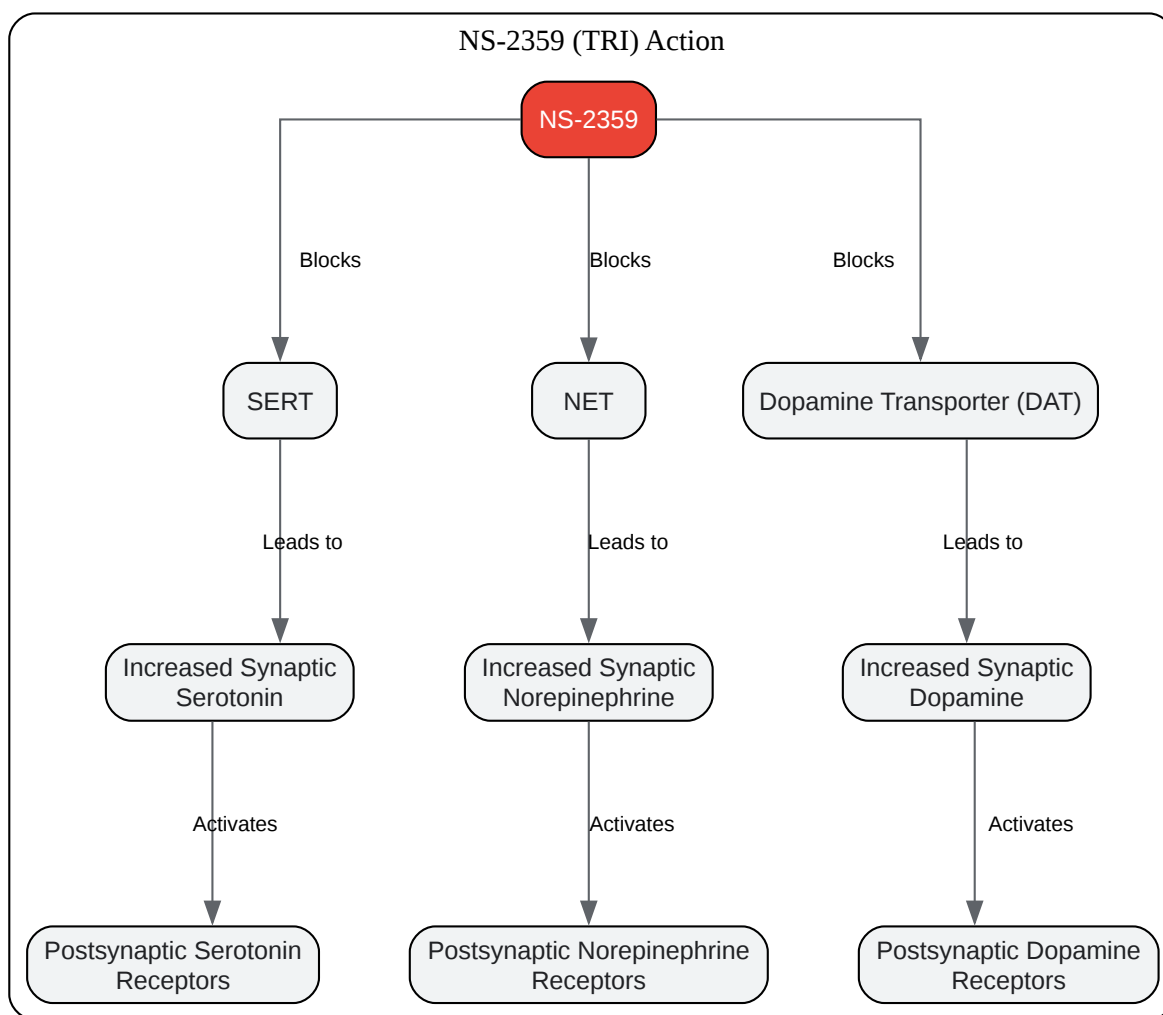 NS-2359 (TRI) Action
NS-2359
Blocks
Blocks
Blocks
SERT
NET
Dopamine Transporter (DAT)
Leads to
Leads to
Leads to
Increased Synaptic
Serotonin
Increased Synaptic
Norepinephrine
Increased Synaptic
Dopamine
Activates
Activates
Activates
Postsynaptic Serotonin
Receptors
Postsynaptic Norepinephrine
Receptors
Postsynaptic Dopamine
Receptors